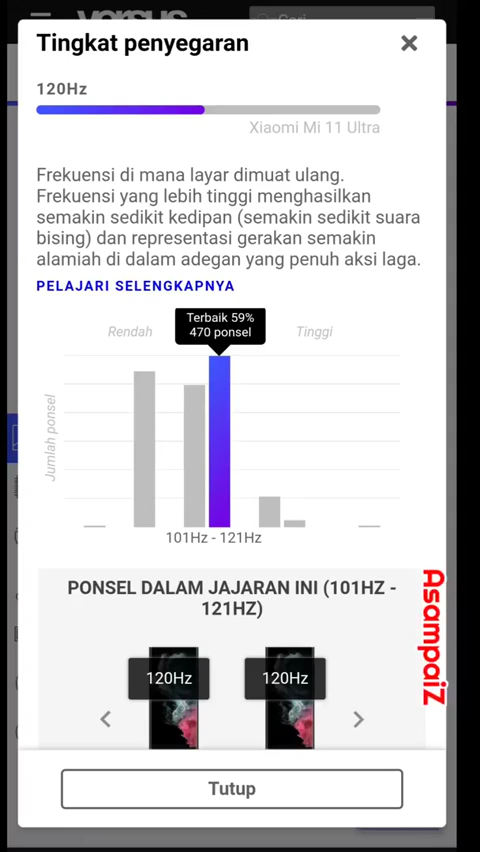 versus
Cari
Tingkat penyegaran
120Hz
Xiaomi Mi 11 Ultra
Frekuensi di mana layar dimuat ulang.
Frekuensi yang lebih tinggi menghasilkan
semakin sedikit kedipan (semakin sedikit suara
bising) dan representasi gerakan semakin
alamiah di dalam adegan yang penuh aksi laga.
PELAJARI SELENGKAPNYA
Terbaik 59%
470 ponsel
Rendah
Tinggi
Jumlah ponsel
101Hz - 121Hz
PONSEL DALAM JAJARAN INI (101HZ -
121HZ)
120Hz
120Hz
AsampaiZ
Tutup